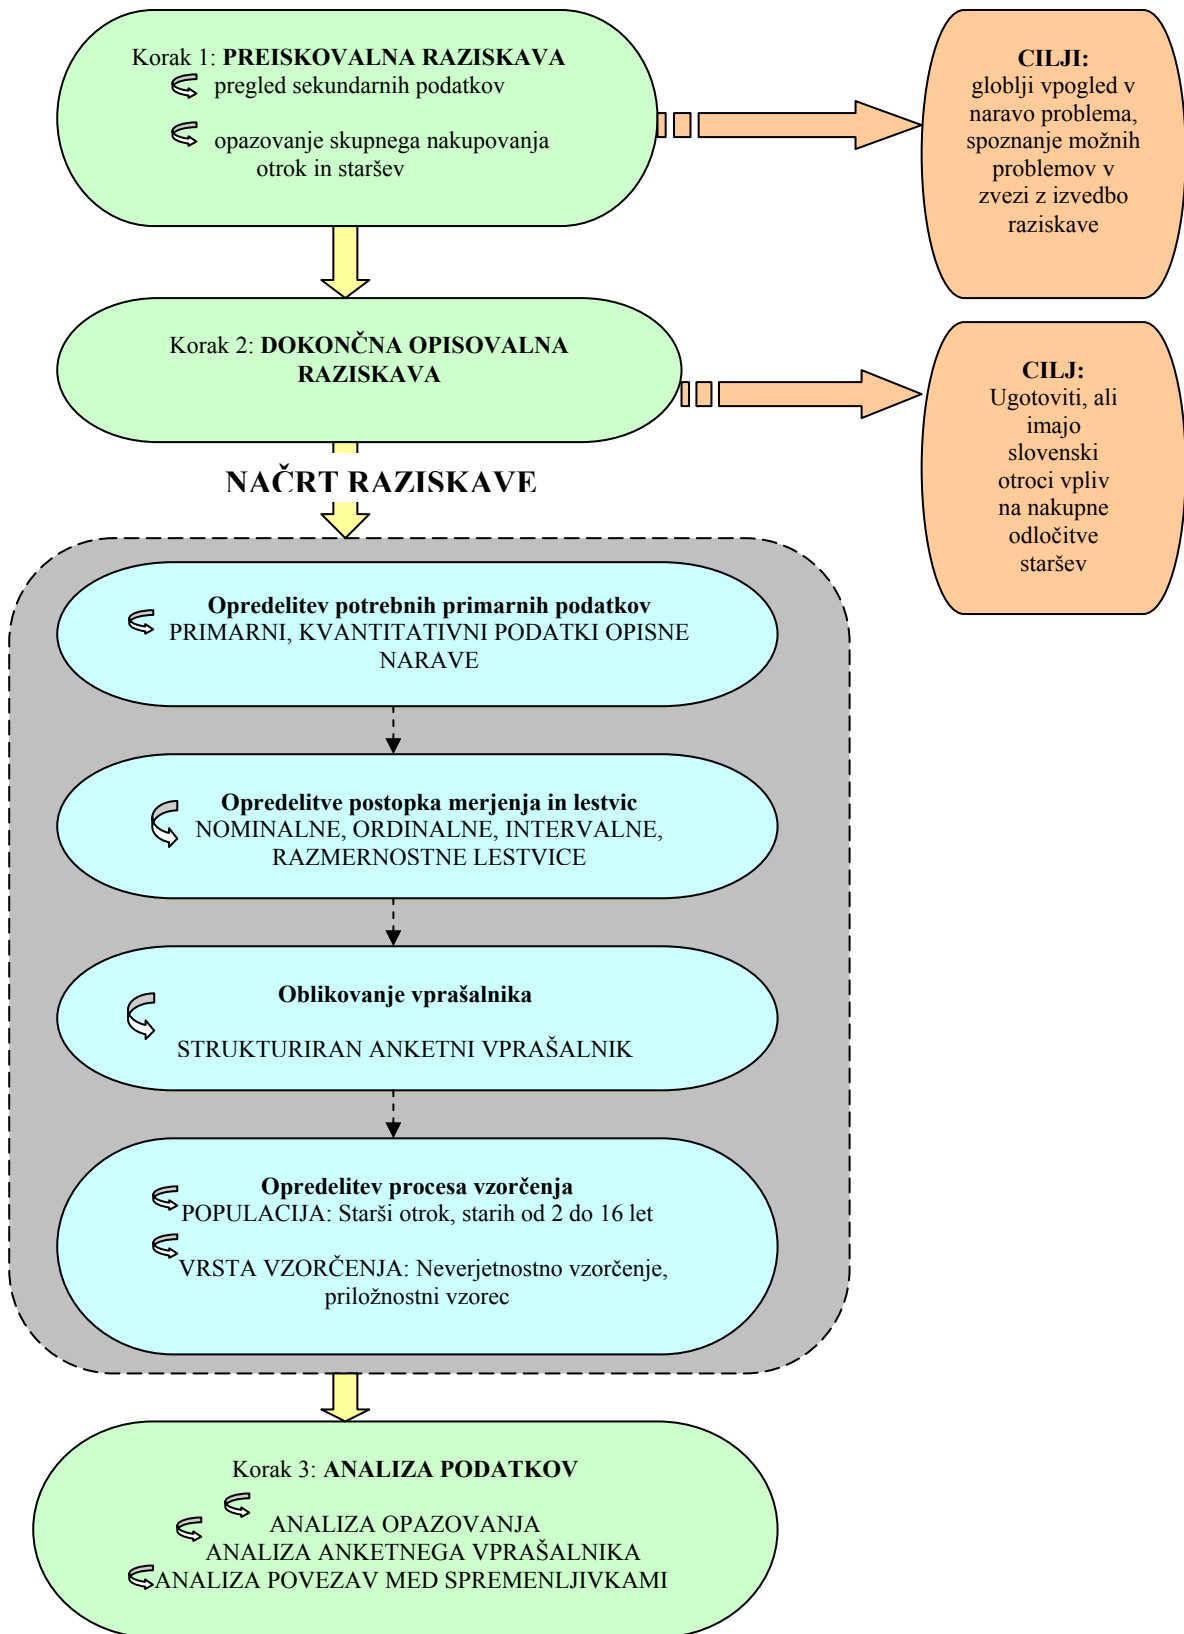 Korak 1: PREISKOVALNA RAZISKAVA
pregled sekundarnih podatkov
opazovanje skupnega nakupovanja
otrok in staršev
CILJI:
globlji vpogled v
naravo problema,
spoznanje možnih
problemov v
zvezi z izvedbo
raziskave
Korak 2: DOKONČNA OPISOVALNA
RAZISKAVA
CILJ:
Ugotoviti, ali
imajo
slovenski
otroci vpliv
na nakupne
odločitve
staršev
NAČRT RAZISKAVE
Opredelitev potrebnih primarnih podatkov
PRIMARNI, KVANTITATIVNI PODATKI OPISNE
NARAVE
Opredelitve postopka merjenja in lestvic
NOMINALNE, ORDINALNE, INTERVALNE,
RAZMERNOSTNE LESTVICE
Oblikovanje vprašalnika
STRUKTURIRAN ANKETNI VPRAŠALNIK
Opredelitev procesa vzorčenja
POPULACIJA: Starši otrok, starih od 2 do 16 let
VRSTA VZORČENJA: Neverjetnostno vzorčenje,
priložnostni vzorec
Korak 3: ANALIZA PODATKOV
ANALIZA OPAZOVANJA
ANALIZA ANKETNEGA VPRAŠALNIKA
ANALIZA POVEZAV MED SPREMENLJIVKAMI